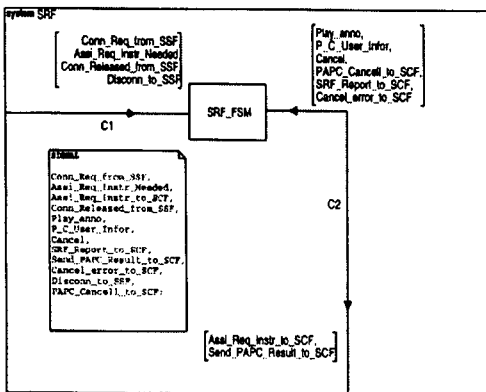 system SRF
Conn_Req_from_SSF,
Assi_Req_Instr_Needed,
Conn_Released_from_SSF,
Disconn_to_SSF
Play_anno,
P_C_User_Infor,
Cancel,
PAPC_Cancell_to_SCF,
SRF_Report_to_SCF,
Cancel_error_to_SCF
SRF_FSM
C1
signal
Conn_Req_from_SSF,
Assi_Req_Instr_Needed,
Assi_Req_Instr_to_SCF,
Conn_Released_from_SSF,
Play_anno,
P_C_User_Infor,
Cancel,
SRF_Report_to_SCF,
Send_PAPC_Result_to_SCF,
Cancel_error_to_SCF,
Disconn_to_SSF,
PAPC_Cancell_to_SCF;
C2
Assi_Req_Instr_to_SCF,
Send_PAPC_Result_to_SCF